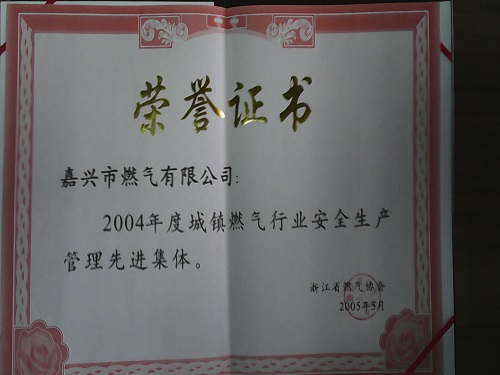 荣誉证书
嘉兴市燃气有限公司:
2004年度城镇燃气行业安全生产
管理先进集体。
浙江省燃气协会
2005年5月